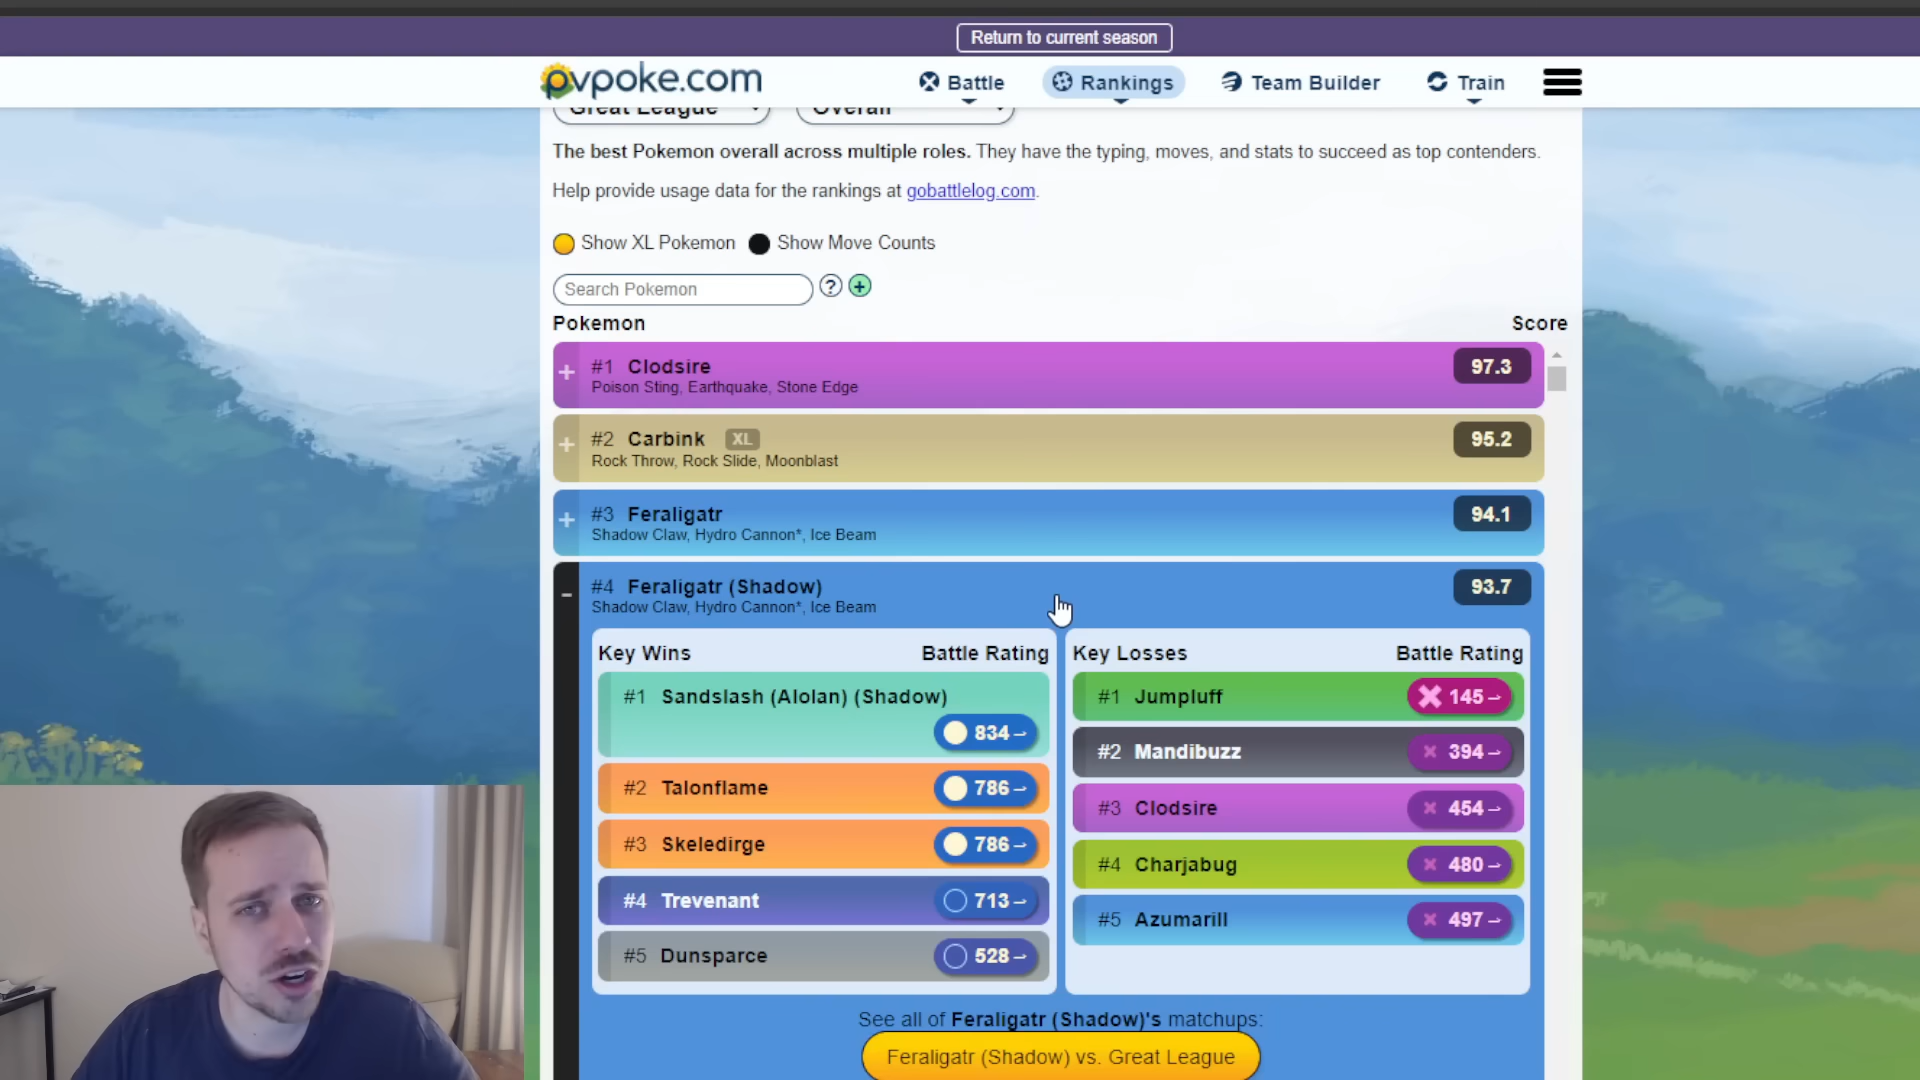 Return to current season
pvpoke.com
Battle
Rankings
Team Builder
Train
Great League
Overall
The best Pokemon overall across multiple roles. They have the typing, moves, and stats to succeed as top contenders.
Help provide usage data for the rankings at gobattlelog.com.
Show XL Pokemon
Show Move Counts
Search Pokemon
?
+
Pokemon
Score
+ #1 Clodsire 97.3
Poison Sting, Earthquake, Stone Edge
+ #2 Carbink XL 95.2
Rock Throw, Rock Slide, Moonblast
+ #3 Feraligatr 94.1
Shadow Claw, Hydro Cannon*, Ice Beam
- #4 Feraligatr (Shadow) 93.7
Shadow Claw, Hydro Cannon*, Ice Beam
Key Wins Battle Rating
#1 Sandslash (Alolan) (Shadow)
834
#2 Talonflame 786
#3 Skeledirge 786
#4 Trevenant 713
#5 Dunsparce 528
Key Losses Battle Rating
#1 Jumpluff 145
#2 Mandibuzz 394
#3 Clodsire 454
#4 Charjabug 480
#5 Azumarill 497
See all of Feraligatr (Shadow)'s matchups:
Feraligatr (Shadow) vs. Great League